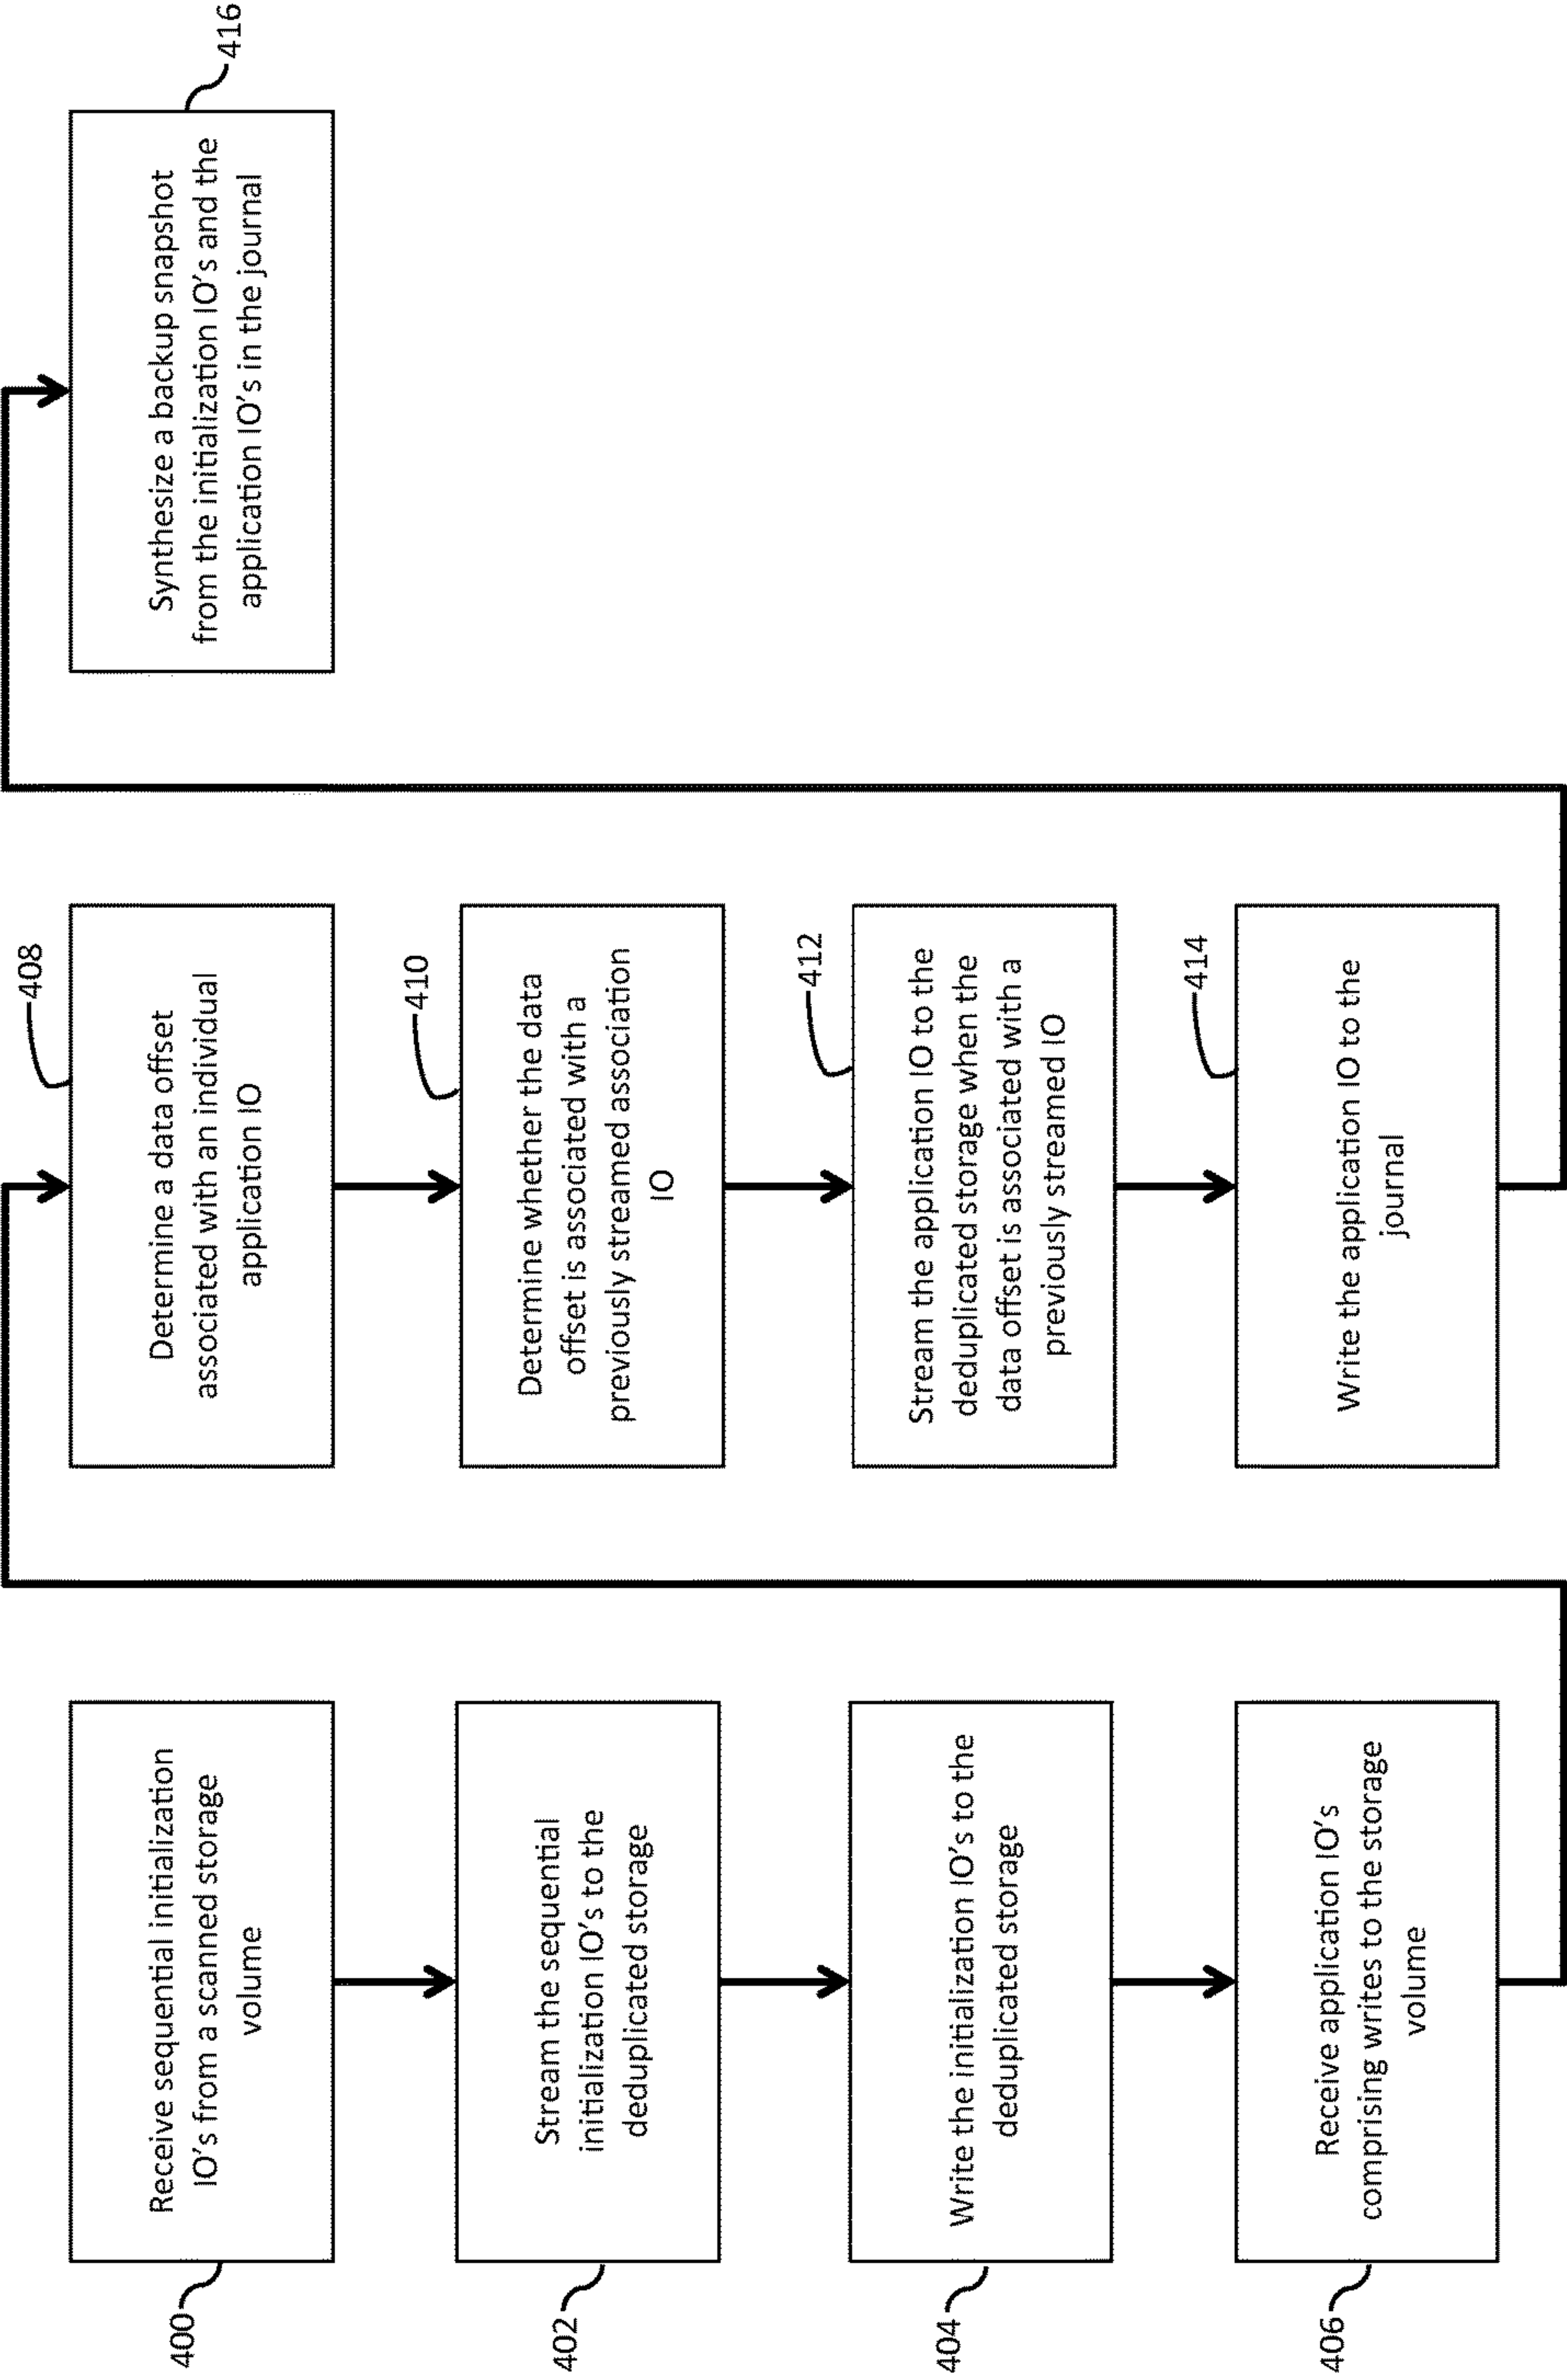 400
Receive sequential initialization
IO's from a scanned storage
volume
402
Stream the sequential
initialization IO's to the
deduplicated storage
404
Write the initialization IO's to the
deduplicated storage
406
Receive application IO's
comprising writes to the storage
volume
408
Determine a data offset
associated with an individual
application IO
410
Determine whether the data
offset is associated with a
previously streamed association
IO
412
Stream the application IO to the
deduplicated storage when the
data offset is associated with a
previously streamed IO
414
Write the application IO to the
journal
416
Synthesize a backup snapshot
from the initialization IO's and the
application IO's in the journal